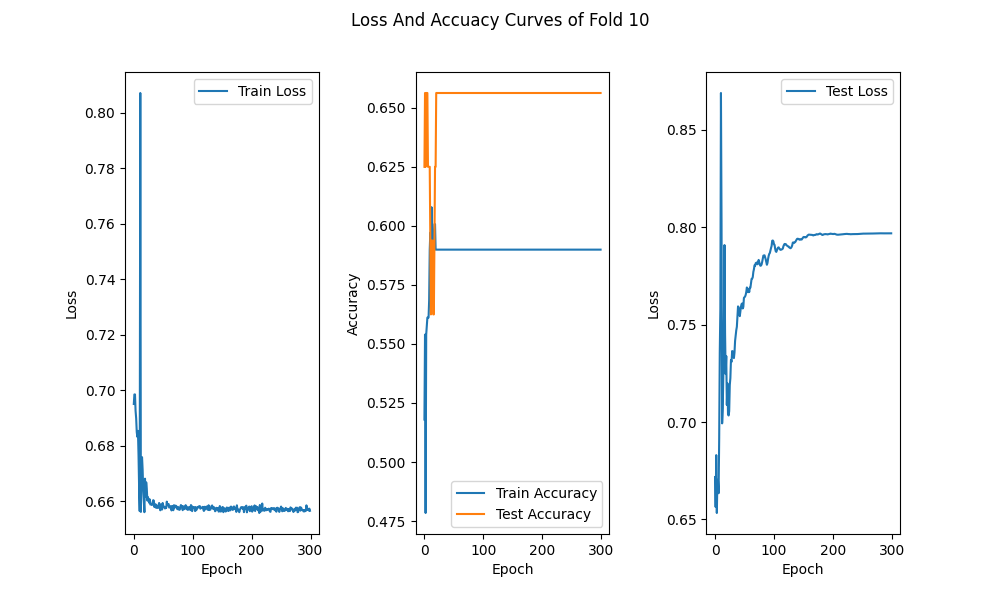 Loss And Accuacy Curves of Fold 10
Train Loss
0.80
0.78
0.76
0.74
0.72
0.70
0.68
0.66
Loss
0 100 200 300
Epoch
0.650
0.625
0.600
0.575
0.550
0.525
0.500
0.475
Accuracy
Train Accuracy
Test Accuracy
0 100 200 300
Epoch
Test Loss
0.85
0.80
0.75
0.70
0.65
Loss
0 100 200 300
Epoch